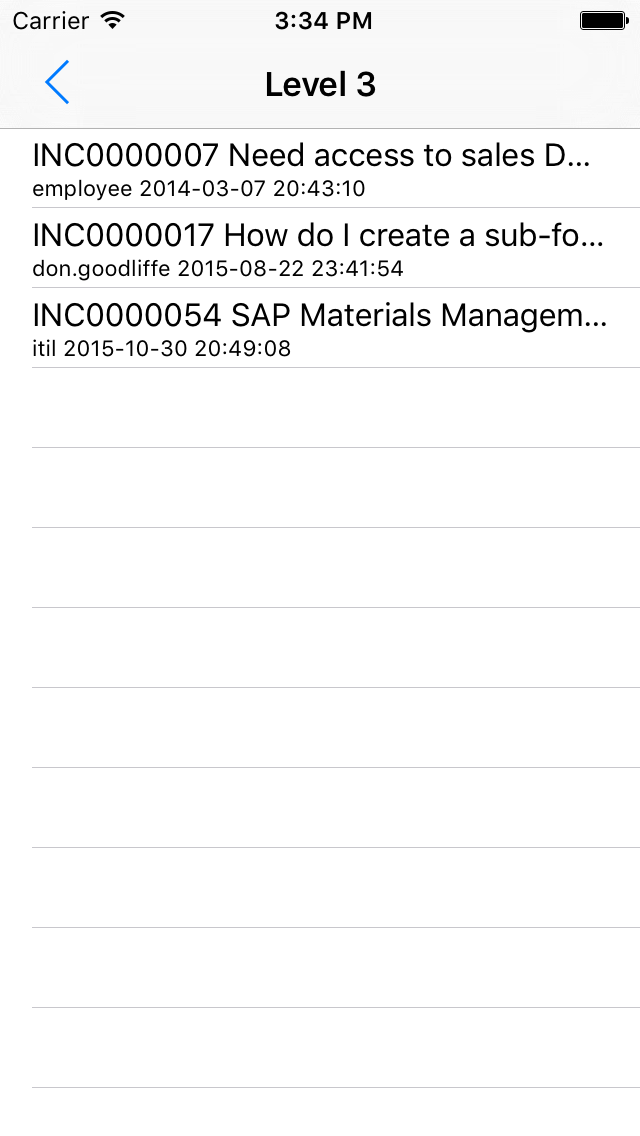 Carrier 3:34 PM
Level 3
INC0000007 Need access to sales D...
employee 2014-03-07 20:43:10
INC0000017 How do I create a sub-fo...
don.goodliffe 2015-08-22 23:41:54
INC0000054 SAP Materials Managem...
itil 2015-10-30 20:49:08